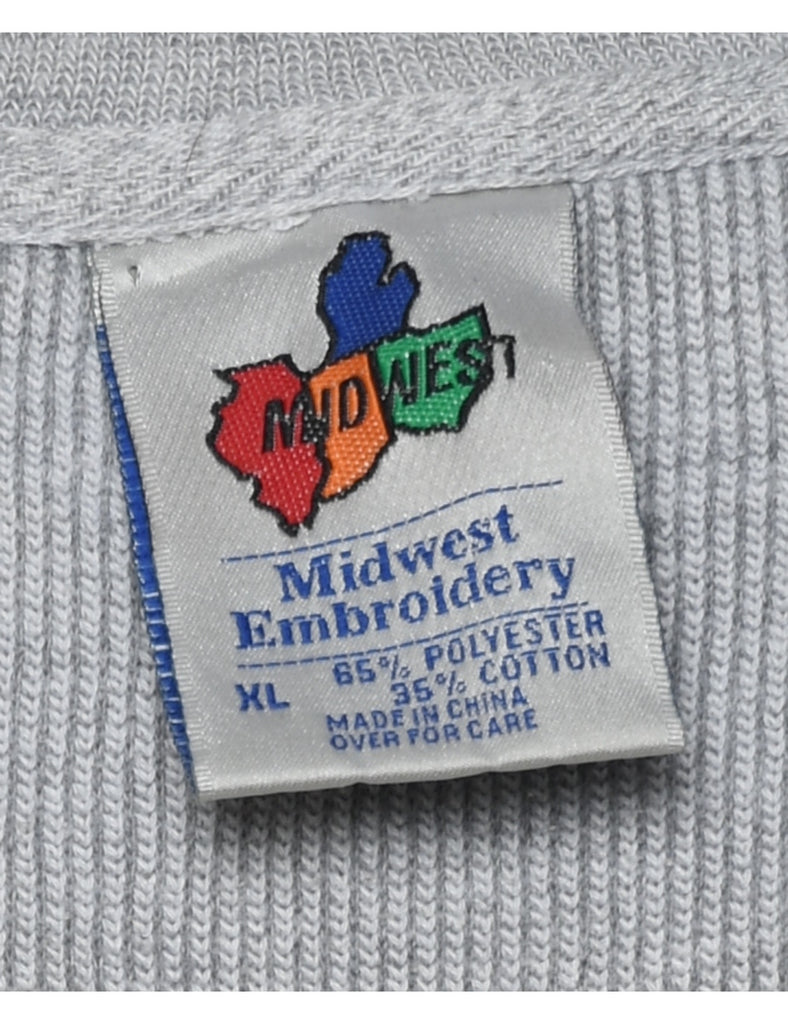 MIDWEST
Midwest
Embroidery
65% POLYESTER
XL 35% COTTON
MADE IN CHINA
OVER FOR CARE